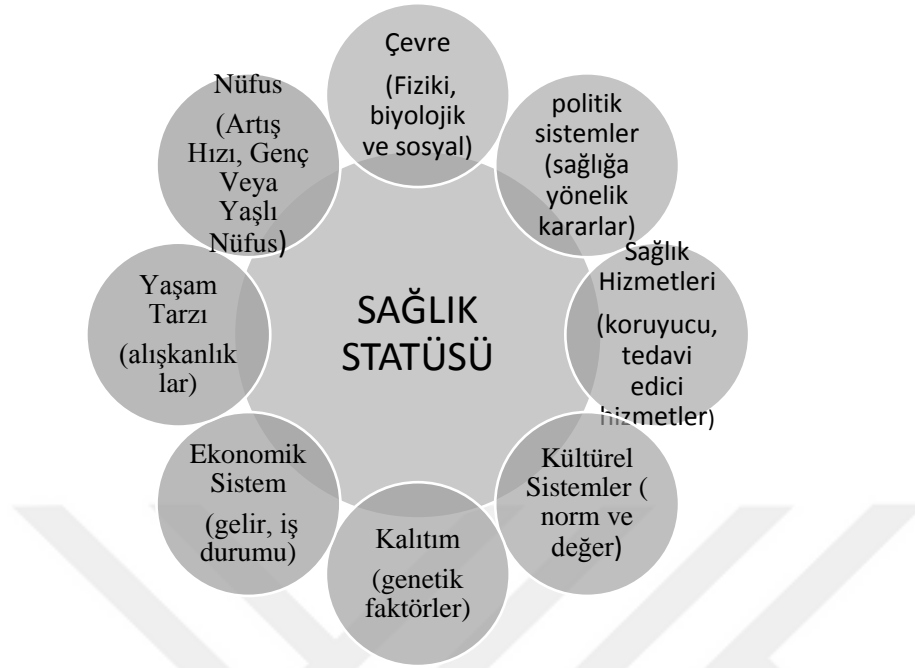 Çevre
(Fiziki,
biyolojik
ve sosyal)
politik
sistemler
(sağlığa
yönelik
kararlar)
Sağlık
Hizmetleri
(koruyucu,
tedavi
edici
hizmetler)
Kültürel
Sistemler (
norm ve
değer)
Kalıtım
(genetik
faktörler)
Ekonomik
Sistem
(gelir, iş
durumu)
Yaşam
Tarzı
(alışkanlık
lar)
Nüfus
(Artış
Hızı, Genç
Veya
Yaşlı
Nüfus)
SAĞLIK
STATÜSÜ